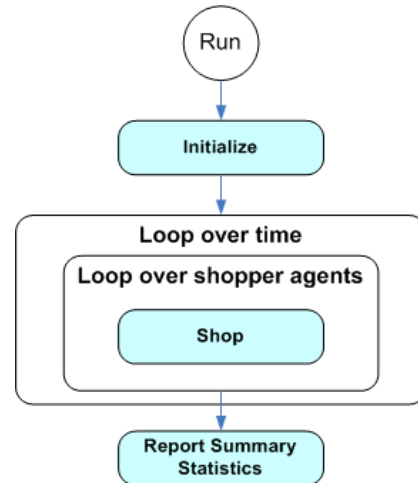 Run
Initialize
Loop over time
Loop over shopper agents
Shop
Report Summary
Statistics